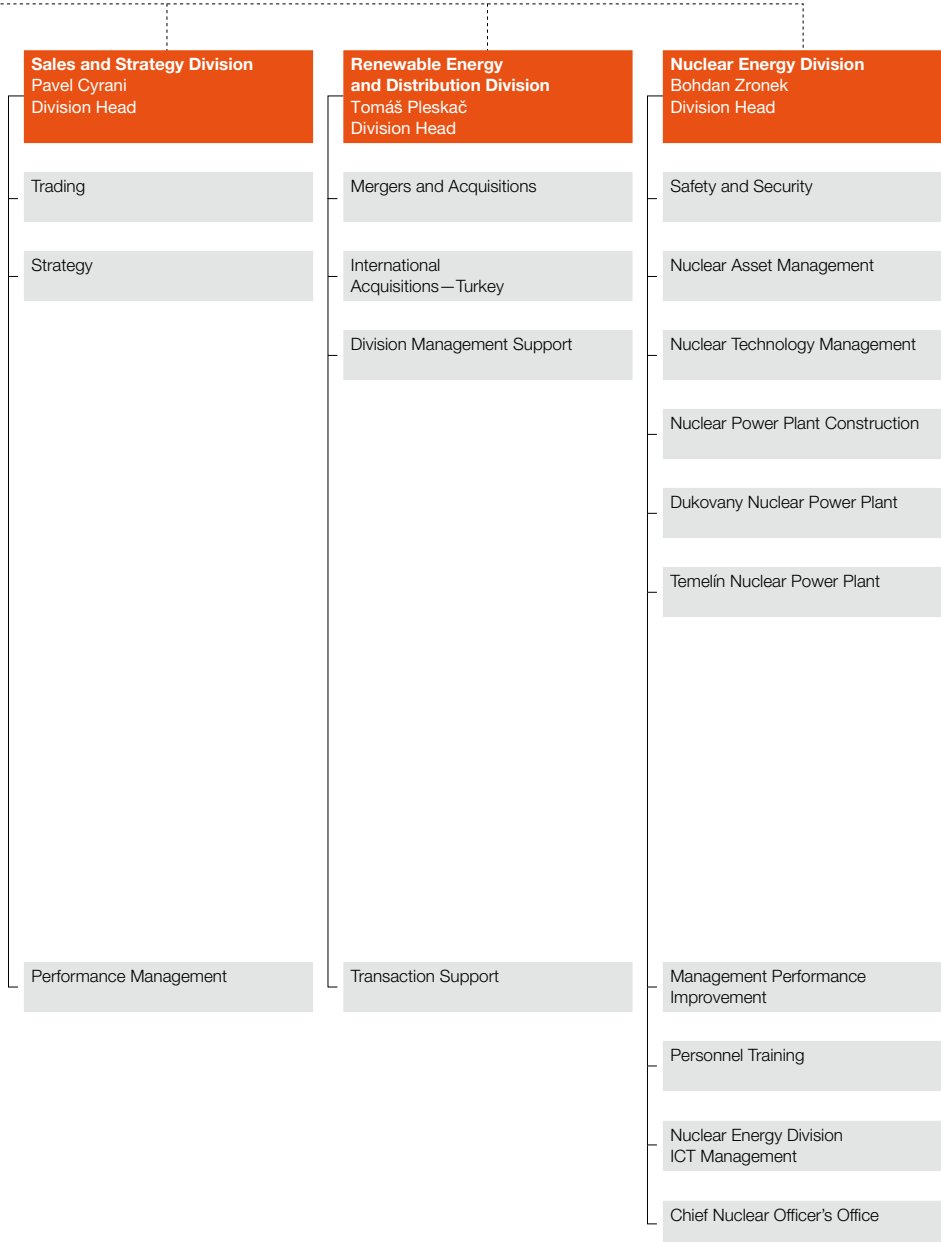 Sales and Strategy Division
Pavel Cyrani
Division Head
Trading
Strategy
Performance Management
Renewable Energy
and Distribution Division
Tomáš Pleskač
Division Head
Mergers and Acquisitions
International
Acquisitions—Turkey
Division Management Support
Transaction Support
Nuclear Energy Division
Bohdan Zronek
Division Head
Safety and Security
Nuclear Asset Management
Nuclear Technology Management
Nuclear Power Plant Construction
Dukovany Nuclear Power Plant
Temelín Nuclear Power Plant
Management Performance
Improvement
Personnel Training
Nuclear Energy Division
ICT Management
Chief Nuclear Officer's Office